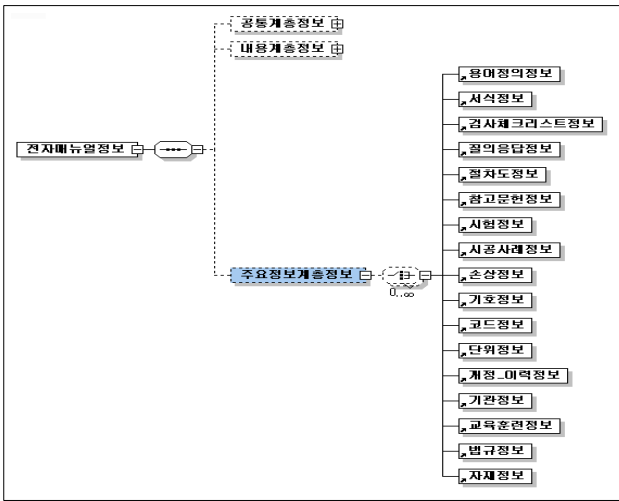 공통계층정보
내용계층정보
전자매뉴얼정보
주요정보계층정보
0..∞
용어정의정보
서식정보
검사체크리스트정보
질의응답정보
절차도정보
참고문헌정보
시험정보
시공사례정보
손상정보
기호정보
코드정보
단위정보
개정_이력정보
기관정보
교육훈련정보
법규정보
자재정보